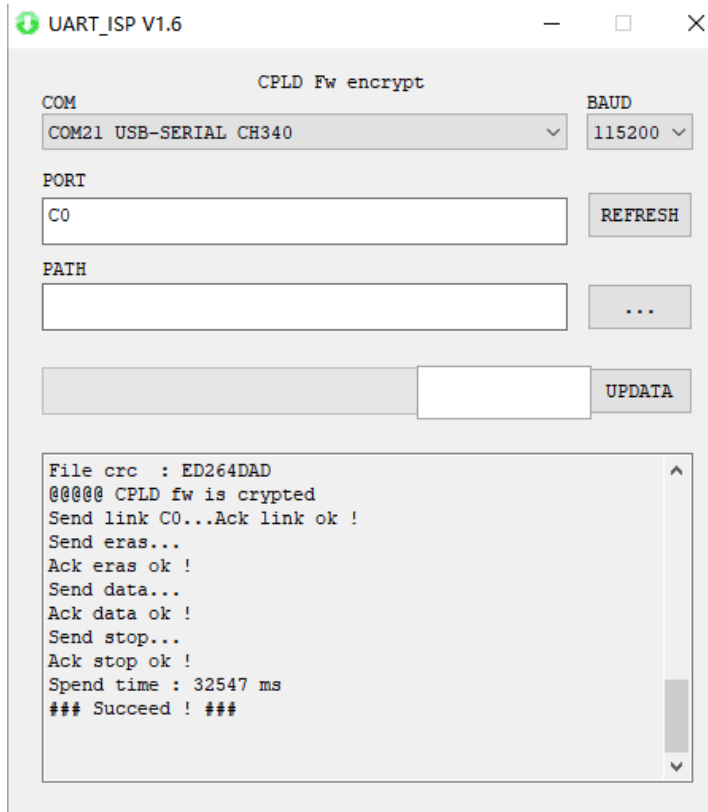 UART_ISP V1.6
CPLD Fw encrypt
COM
BAUD
COM21 USB-SERIAL CH340
115200
PORT
C0
REFRESH
PATH
...
UPDATA
File crc  : ED264DAD
@@@@@ CPLD fw is crypted
Send link C0...Ack link ok !
Send eras...
Ack eras ok !
Send data...
Ack data ok !
Send stop...
Ack stop ok !
Spend time : 32547 ms
### Succeed ! ###